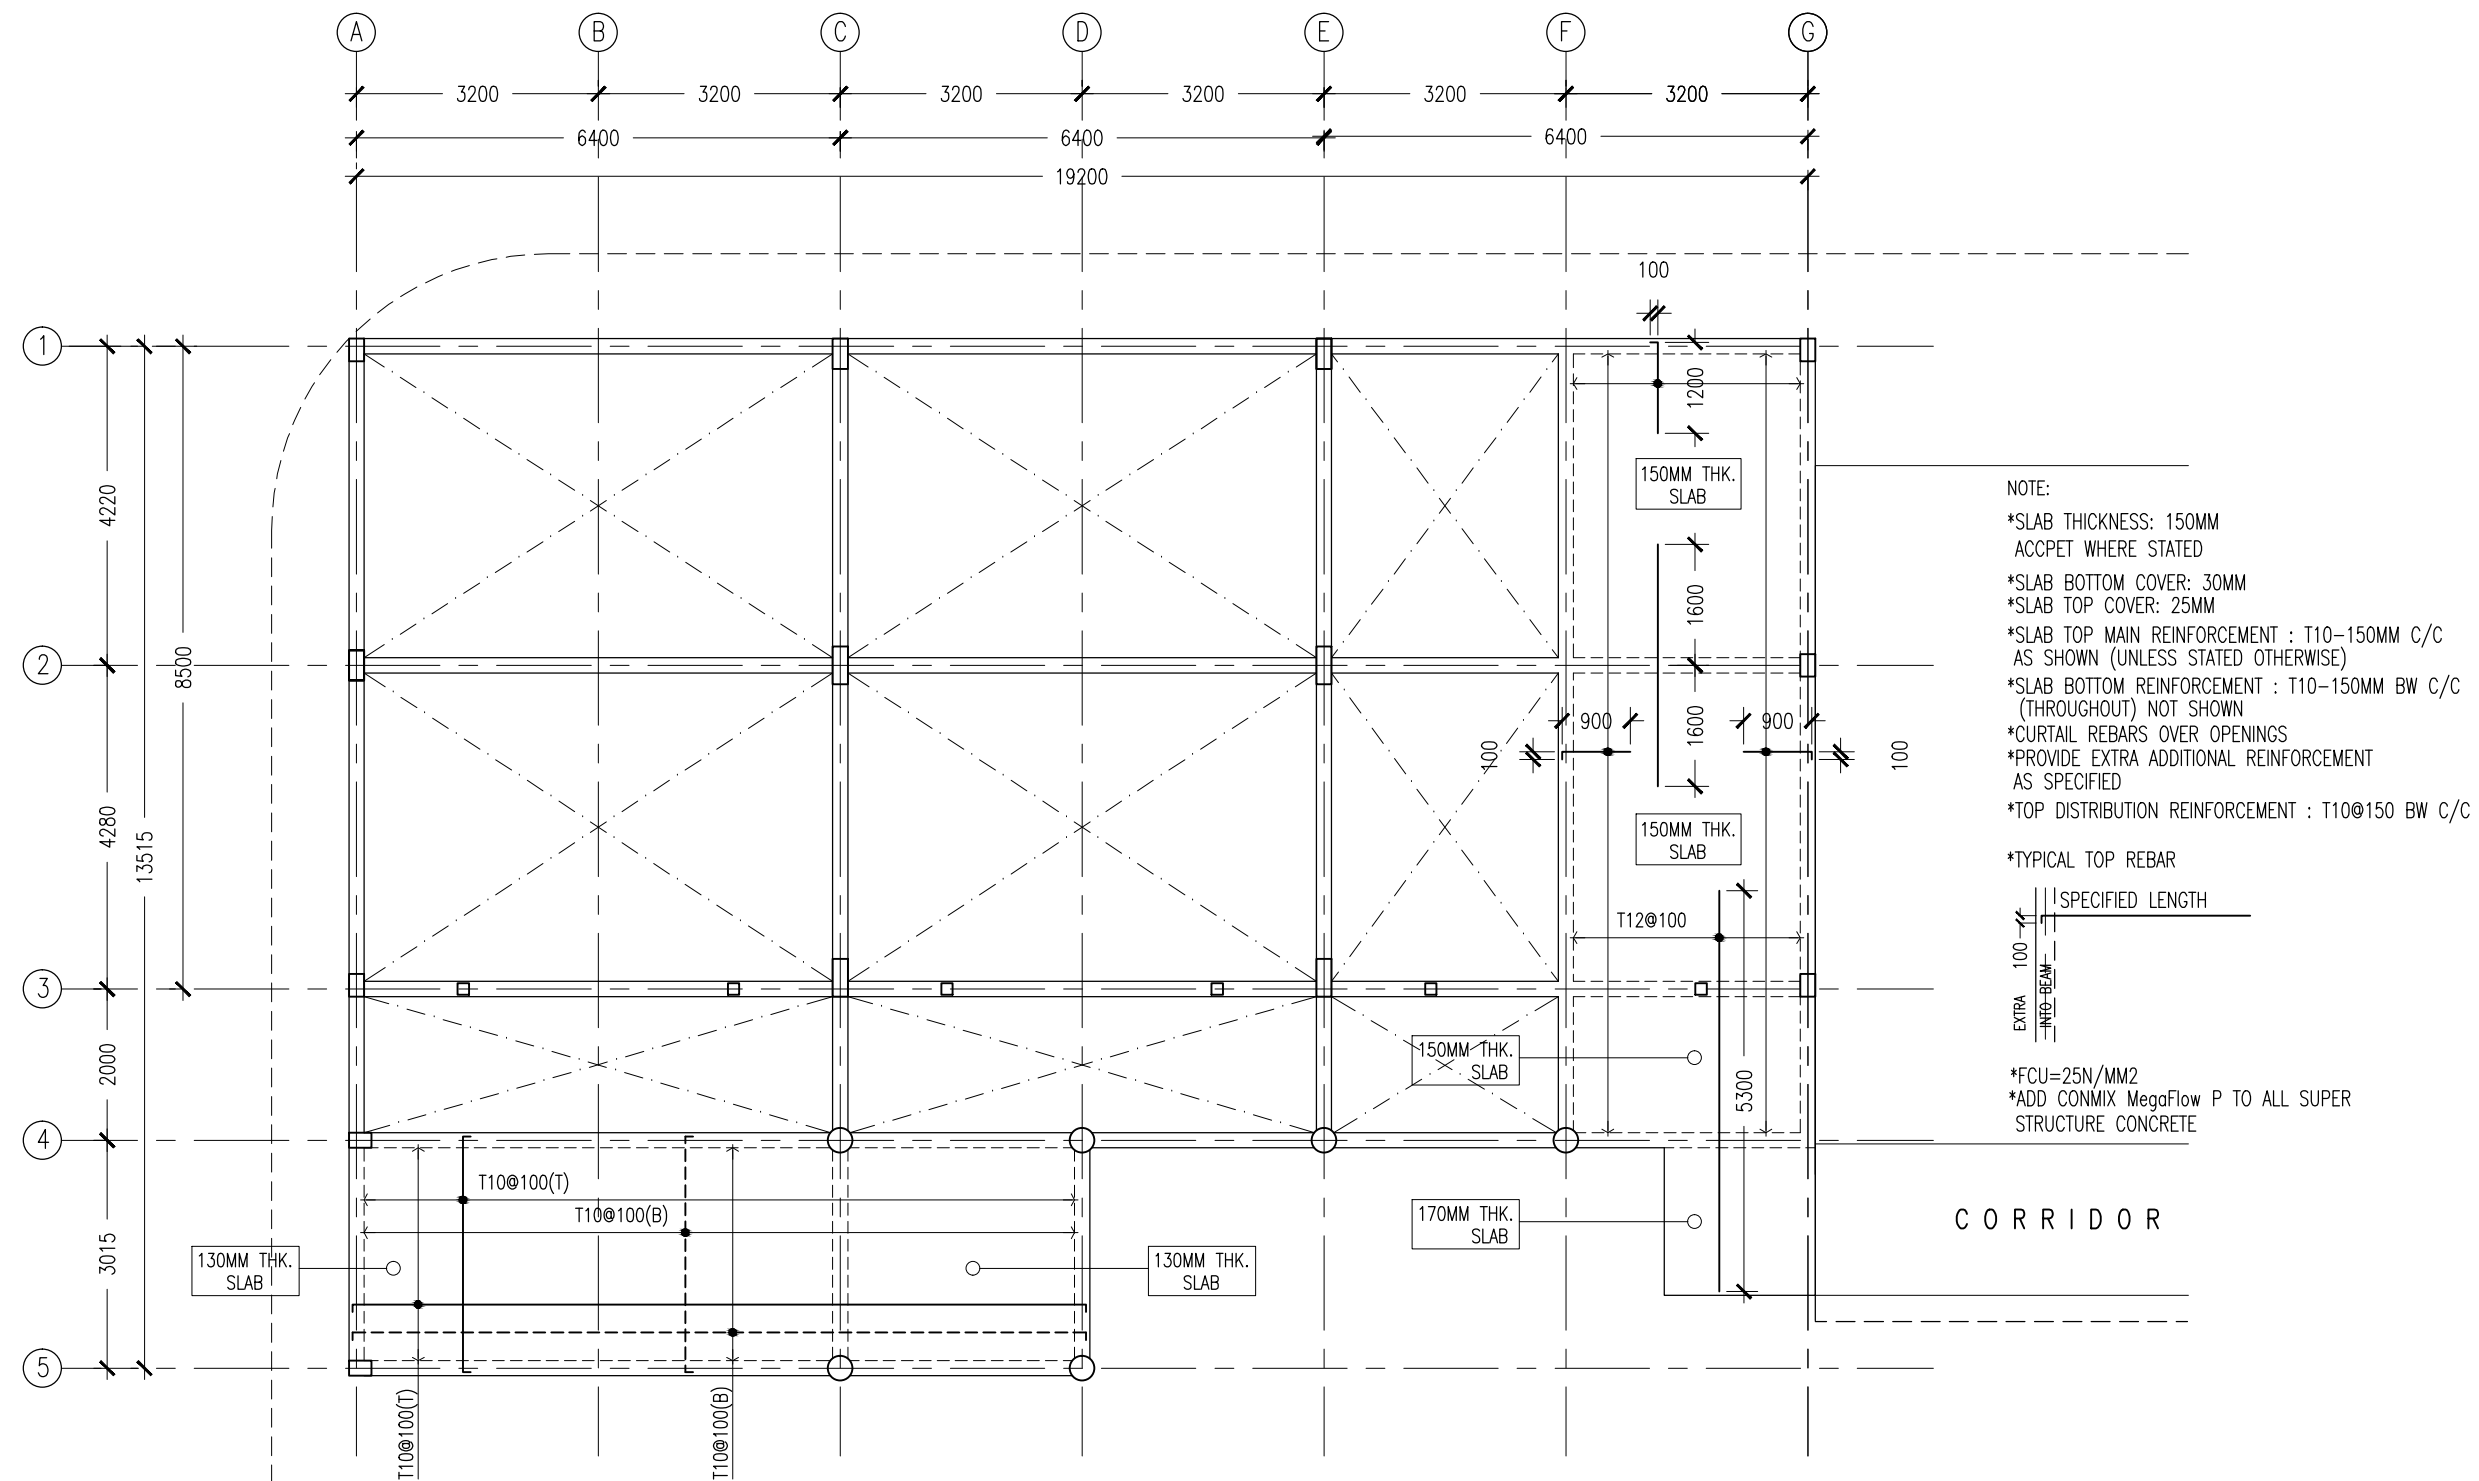 A B C D E F G
3200 3200 3200 3200 3200 3200
6400 6400 6400
19200
100
1
1200
4220
150MM THK.
SLAB
8500
1600
2
1600
900 900
100 100
4280
13515
150MM THK.
SLAB
T12@100
3
150MM THK.
SLAB
2000
5300
4
T10@100(T)
T10@100(B)
170MM THK.
SLAB
CORRIDOR
3015
130MM THK.
SLAB
130MM THK.
SLAB
5
T10@100(T)
T10@100(B)
NOTE:
*SLAB THICKNESS: 150MM
ACCPET WHERE STATED
*SLAB BOTTOM COVER: 30MM
*SLAB TOP COVER: 25MM
*SLAB TOP MAIN REINFORCEMENT : T10-150MM C/C
AS SHOWN (UNLESS STATED OTHERWISE)
*SLAB BOTTOM REINFORCEMENT : T10-150MM BW C/C
(THROUGHOUT) NOT SHOWN
*CURTAIL REBARS OVER OPENINGS
*PROVIDE EXTRA ADDITIONAL REINFORCEMENT
AS SPECIFIED
*TOP DISTRIBUTION REINFORCEMENT : T10@150 BW C/C
*TYPICAL TOP REBAR
SPECIFIED LENGTH
EXTRA 100
INTO BEAM
*FCU=25N/MM2
*ADD CONMIX MegaFlow P TO ALL SUPER
STRUCTURE CONCRETE